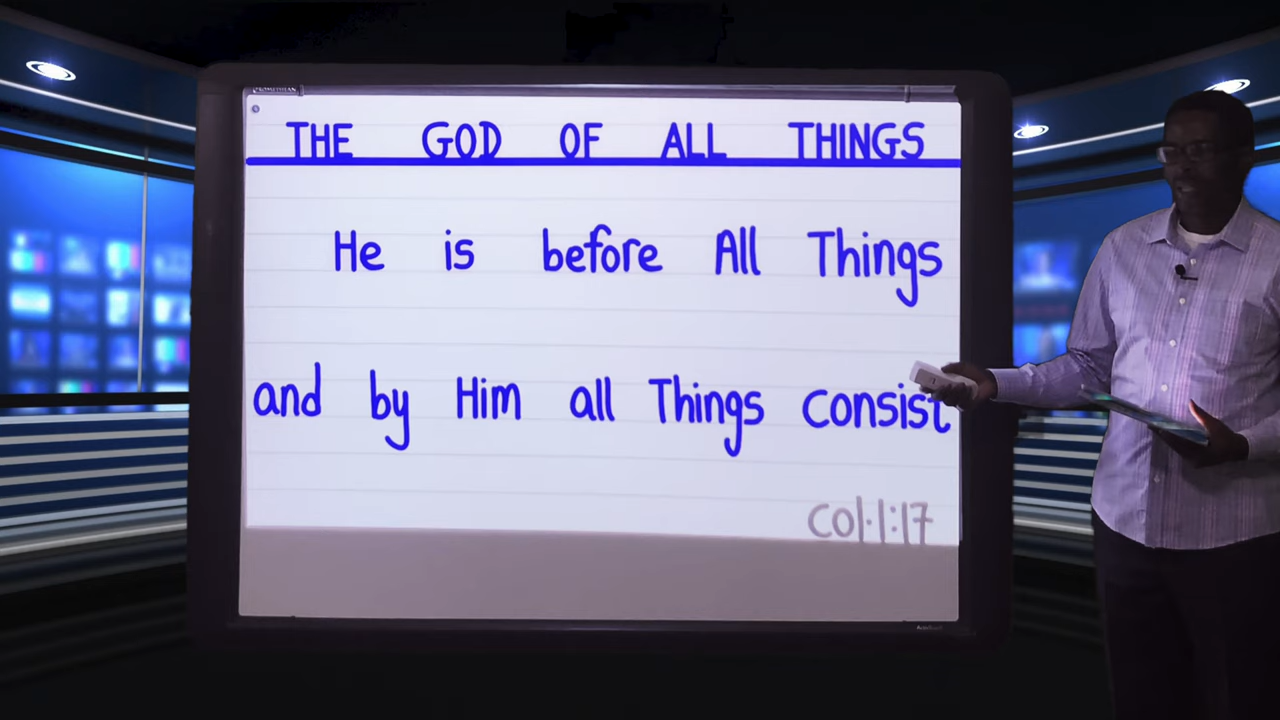 THE GOD OF ALL THINGS
He is before All Things
and by Him all Things consist
Col.1:17